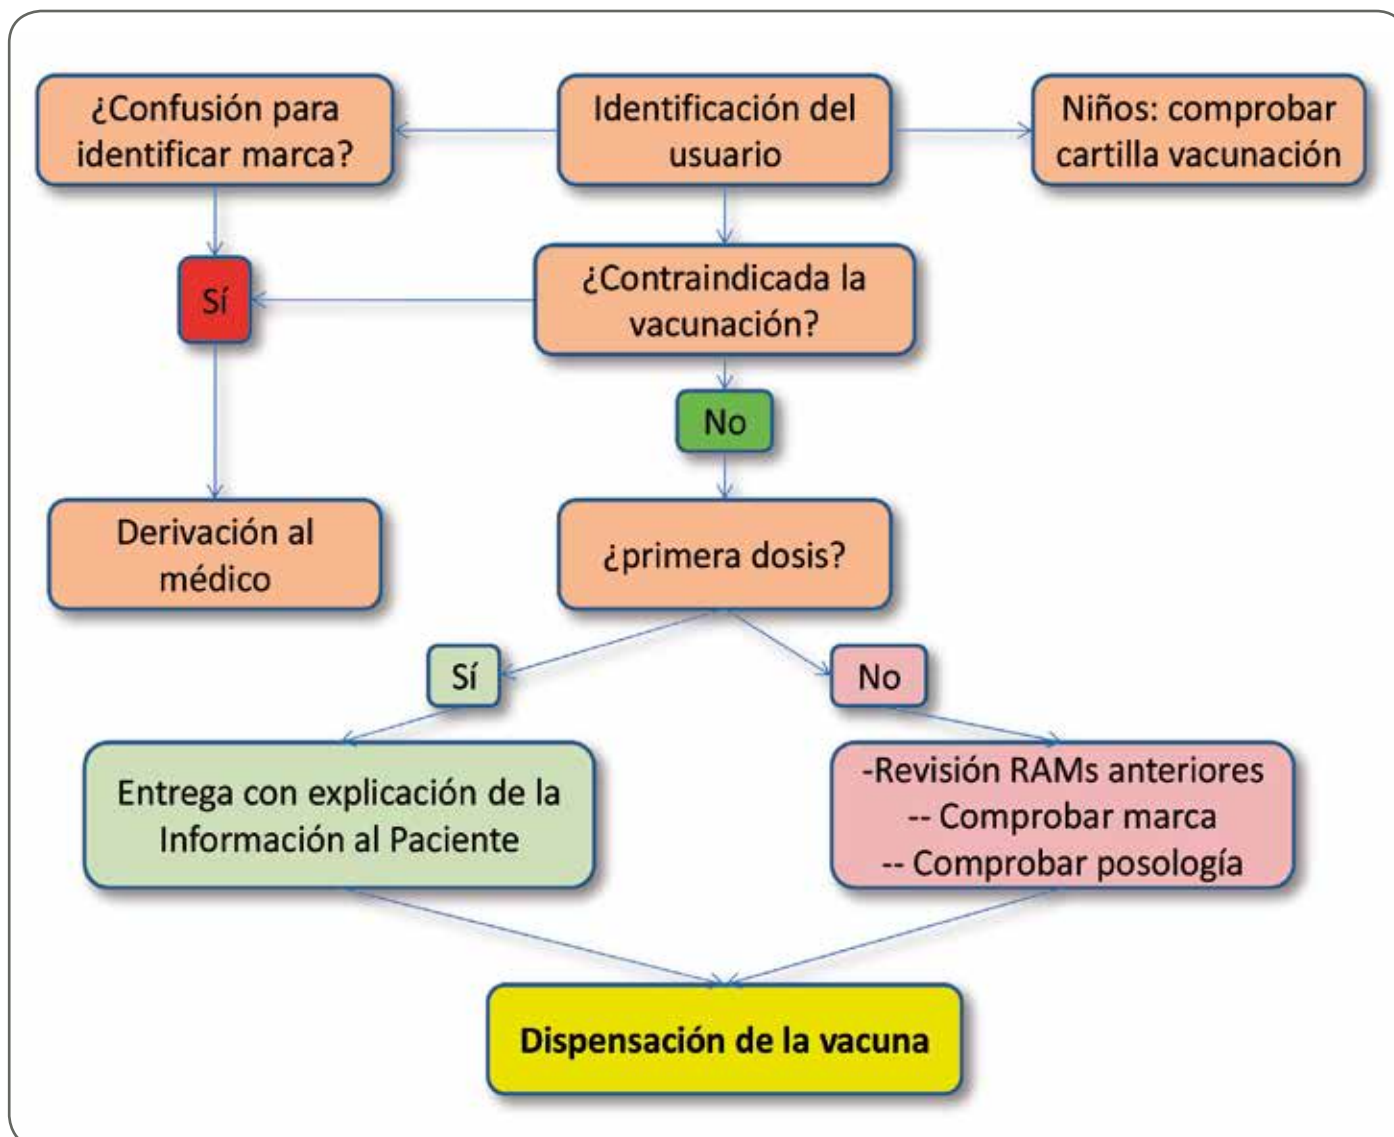 ¿Confusión para
identificar marca?
Identificación del
usuario
Niños: comprobar
cartilla vacunación
Sí
¿Contraindicada la
vacunación?
No
Derivación al
médico
¿primera dosis?
Sí
No
Entrega con explicación de la
Información al Paciente
-Revisión RAMs anteriores
-- Comprobar marca
-- Comprobar posología
Dispensación de la vacuna